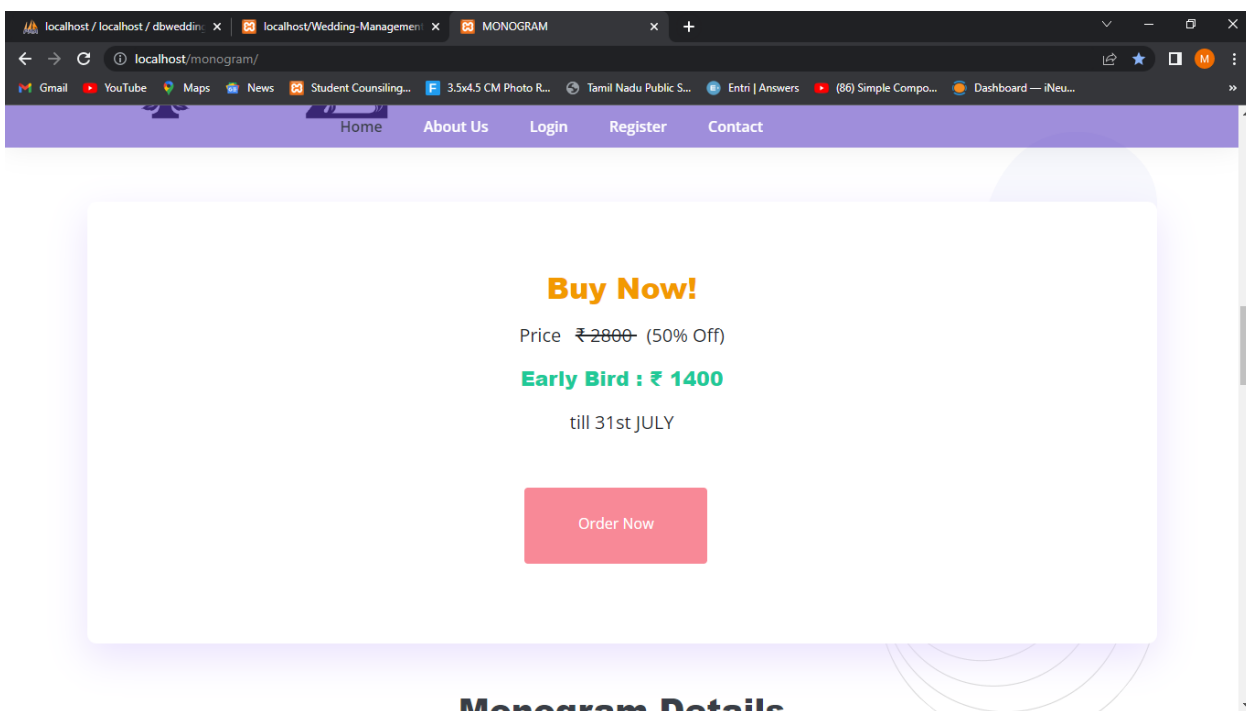 localhost / localhost / dbwedding
localhost/Wedding-Management
MONOGRAM
localhost/monogram/
M
Gmail
YouTube
Maps
News
Student Counsiling...
3.5x4.5 CM Photo R...
Tamil Nadu Public S...
Entri | Answers
(86) Simple Compo...
Dashboard — iNeu...
»
Home About Us Login Register Contact
Buy Now!
Price ₹ 2800 (50% Off)
Early Bird : ₹ 1400
till 31st JULY
Order Now
Monogram Details